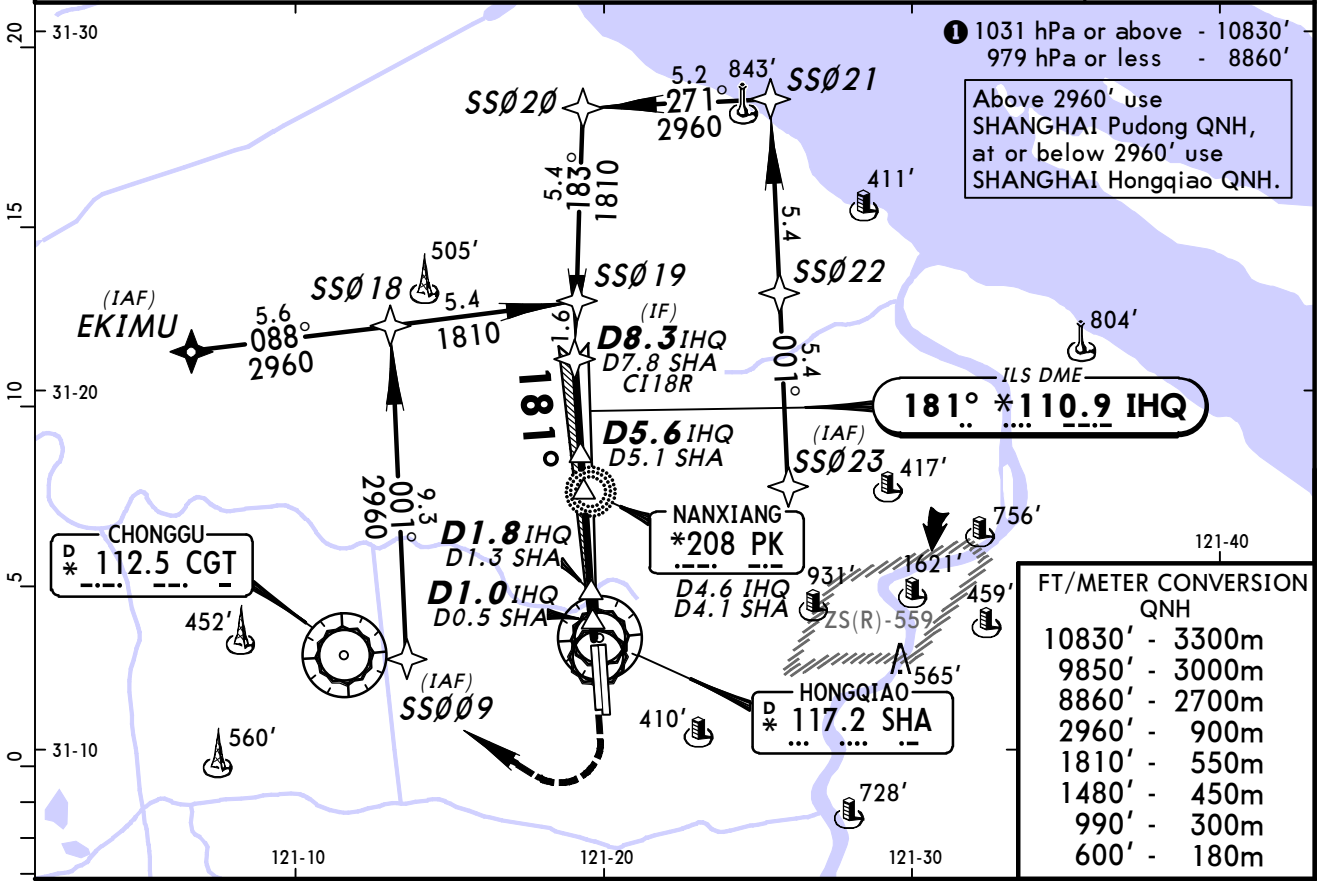 20
31-30
121-10
121-20
❶ 1031 hPa or above - 10830'
979 hPa or less - 8860'
Above 2960' use
SHANGHAI Pudong QNH,
at or below 2960' use
SHANGHAI Hongqiao QNH.
SSØ20
5.2
271°
2960
843'
SSØ21
5.4
183°
1810
411'
15
5.4
505'
SSØ18
SSØ19
SSØ22
(IAF)
EKIMU
5.6
088°
2960
5.4
1810
1.6
(IF)
D8.3 IHQ
D7.8 SHA
CI18R
5.4
001°
804'
10
31-20
181°
ILS DME
181° *110.9 IHQ
D5.6 IHQ
D5.1 SHA
(IAF)
SSØ23
417'
9.3
001°
2960
NANXIANG
*208 PK
D4.6 IHQ
D4.1 SHA
756'
121-40
CHONGGU
D
* 112.5 CGT
D1.8 IHQ
D1.3 SHA
D1.0 IHQ
D0.5 SHA
931'
1621'
459'
ZS(R)-559
5
452'
565'
(IAF)
SSØØ9
HONGQIAO
D
* 117.2 SHA
410'
560'
728'
0
31-10
121-10
121-20
121-30
FT/METER CONVERSION
QNH
10830' - 3300m
9850' - 3000m
8860' - 2700m
2960' - 900m
1810' - 550m
1480' - 450m
990' - 300m
600' - 180m